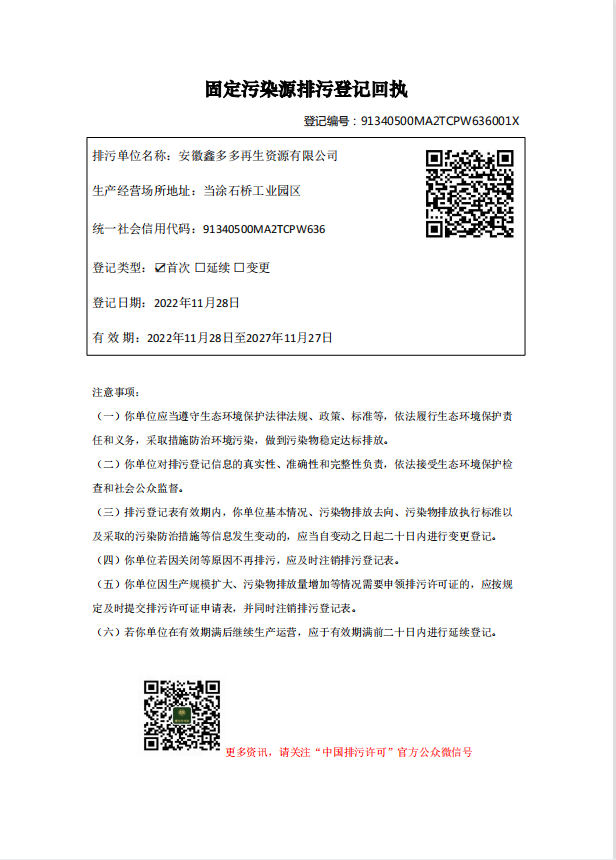 固定污染源排污登记回执
登记编号：91340500MA2TCPW636001X
排污单位名称：安徽鑫多多再生资源有限公司
生产经营场所地址：当涂石桥工业园区
统一社会信用代码：91340500MA2TCPW636
登记类型：☑首次 ☐延续 ☐变更
登记日期：2022年11月28日
有 效 期：2022年11月28日至2027年11月27日
注意事项：
（一）你单位应当遵守生态环境保护法律法规、政策、标准等，依法履行生态环境保护责
任和义务，采取措施防治环境污染，做到污染物稳定达标排放。
（二）你单位对排污登记信息的真实性、准确性和完整性负责，依法接受生态环境保护检
查和社会公众监督。
（三）排污登记表有效期内，你单位基本情况、污染物排放去向、污染物排放执行标准以
及采取的污染防治措施等信息发生变动的，应当自变动之日起二十日内进行变更登记。
（四）你单位若因关闭等原因不再排污，应及时注销排污登记表。
（五）你单位因生产规模扩大、污染物排放量增加等情况需要申领排污许可证的，应按规
定及时提交排污许可证申请表，并同时注销排污登记表。
（六）若你单位在有效期满后继续生产运营，应于有效期满前二十日内进行延续登记。
更多资讯，请关注“中国排污许可”官方公众微信号